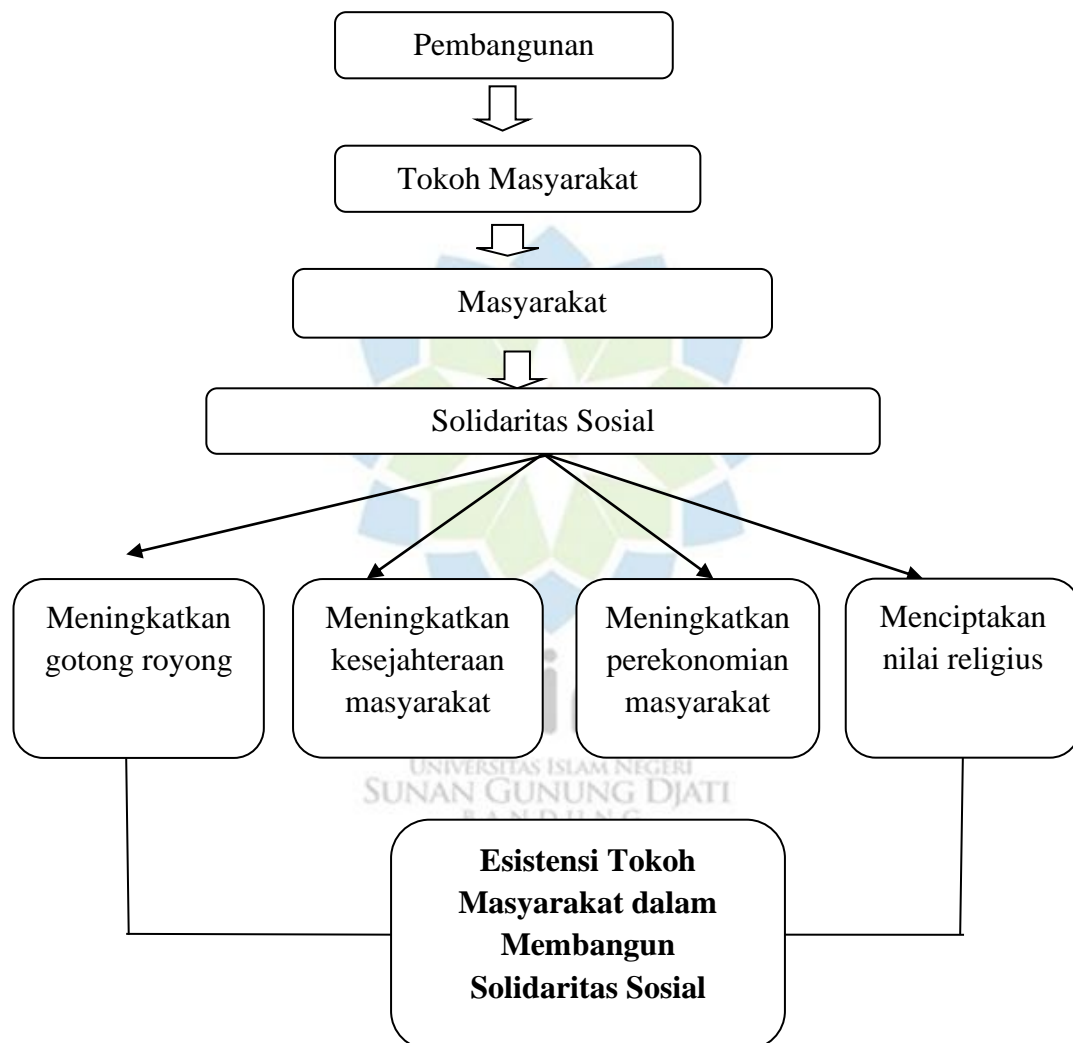 Pembangunan
Tokoh Masyarakat
Masyarakat
Solidaritas Sosial
Meningkatkan
gotong royong
Meningkatkan
kesejahteraan
masyarakat
Meningkatkan
perekonomian
masyarakat
Menciptakan
nilai religius
UNIVERSITAS ISLAM NEGERI
SUNAN GUNUNG DJATI
BANDUNG
Esistensi Tokoh
Masyarakat dalam
Membangun
Solidaritas Sosial